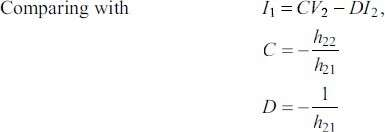 Comparing with I₁ = CV₂ − DI₂,
C = −h₂₂/h₂₁
D = −1/h₂₁